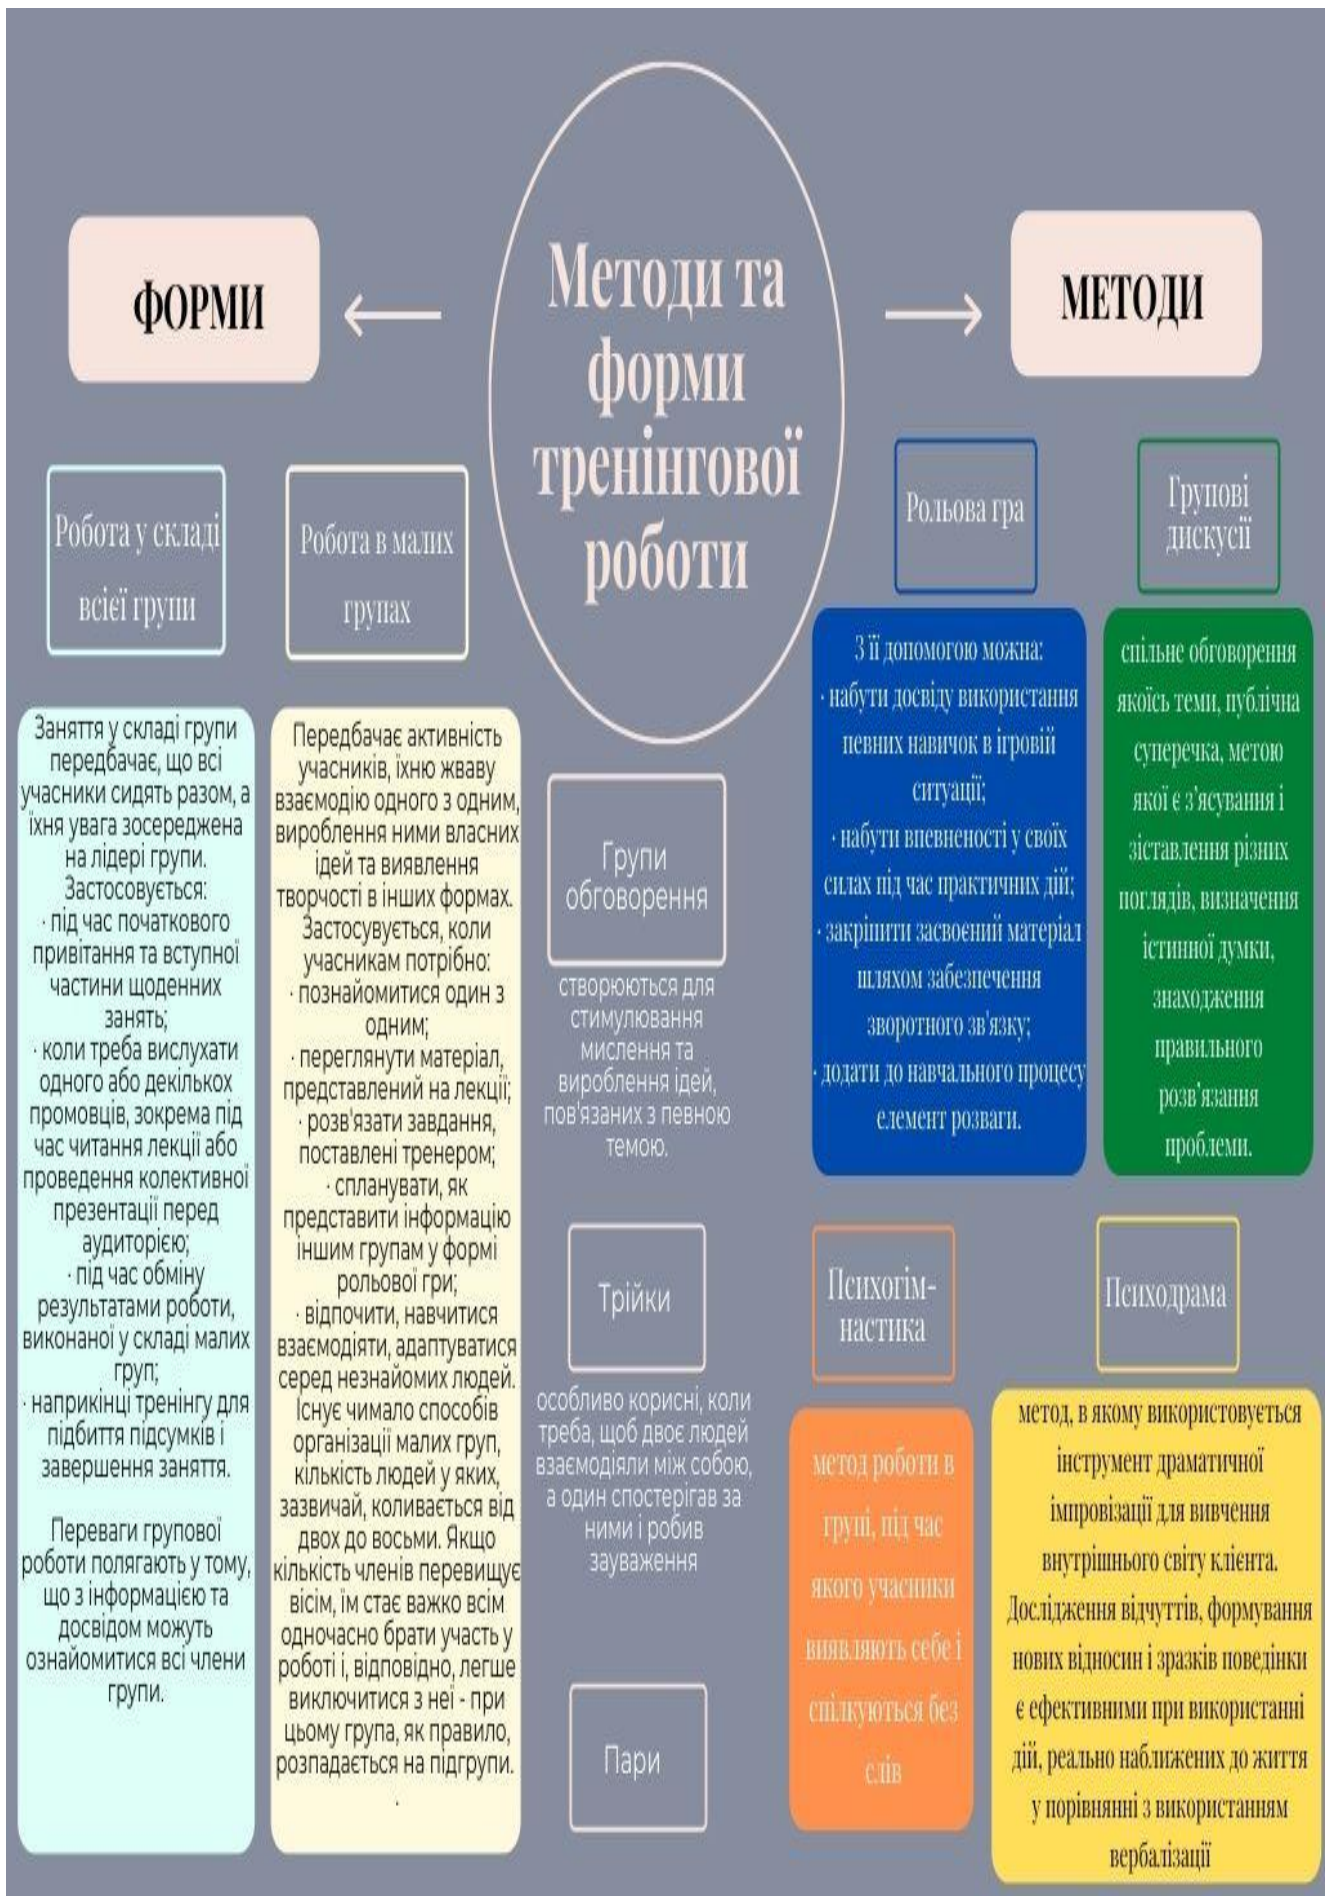 Методи та
форми
тренінгової
роботи
ФОРМИ
МЕТОДИ
Робота у складі
всієї групи
Заняття у складі групи
передбачає, що всі
учасники сидять разом, а
їхня увага зосереджена
на лідері групи.
Застосовується:
· під час початкового
привітання та вступної
частини щоденних
занять;
· коли треба вислухати
одного або декількох
промовців, зокрема під
час читання лекції або
проведення колективної
презентації перед
аудиторією;
· під час обміну
результатами роботи,
виконаної у складі малих
груп;
· наприкінці тренінгу для
підбиття підсумків і
завершення заняття.
Переваги групової
роботи полягають у тому,
що з інформацією та
досвідом можуть
ознайомитися всі члени
групи.
Робота в малих
групах
Передбачає активність
учасників, їхню жваву
взаємодію одного з одним,
вироблення ними власних
ідей та виявлення
творчості в інших формах.
Застосувується, коли
учасникам потрібно:
· познайомитися один з
одним;
· переглянути матеріал,
представлений на лекції;
· розв'язати завдання,
поставлені тренером;
· спланувати, як
представити інформацію
іншим групам у формі
рольової гри;
· відпочити, навчитися
взаємодіяти, адаптуватися
серед незнайомих людей.
Існує чимало способів
організації малих груп,
кількість людей у яких,
зазвичай, коливається від
двох до восьми. Якщо
кількість членів перевищує
вісім, їм стає важко всім
одночасно брати участь у
роботі і, відповідно, легше
виключитися з неї - при
цьому група, як правило,
розпадається на підгрупи.
.
Групи
обговорення
створюються для
стимулювання
мислення та
вироблення ідей,
пов'язаних з певною
темою.
Трійки
особливо корисні, коли
треба, щоб двоє людей
взаємодіяли між собою,
а один спостерігав за
ними і робив
зауваження
Пари
Рольова гра
З її допомогою можна:
· набути досвіду використання
певних навичок в ігровій
ситуації;
· набути впевненості у своїх
силах під час практичних дій;
· закріпити засвоєний матеріал
шляхом забезпечення
зворотного зв'язку;
· додати до навчального процесу
елемент розваги.
Групові
дискусії
спільне обговорення
якоїсь теми, публічна
суперечка, метою
якої є з’ясування і
зіставлення різних
поглядів, визначення
істинної думки,
знаходження
правильного
розв’язання
проблеми.
Психогім-
настика
метод роботи в
групі, під час
якого учасники
виявляють себе і
спілкуються без
слів
Психодрама
метод, в якому використовується
інструмент драматичної
імпровізації для вивчення
внутрішнього світу клієнта.
Дослідження відчуттів, формування
нових відносин і зразків поведінки
є ефективними при використанні
дій, реально наближених до життя
у порівнянні з використанням
вербалізації